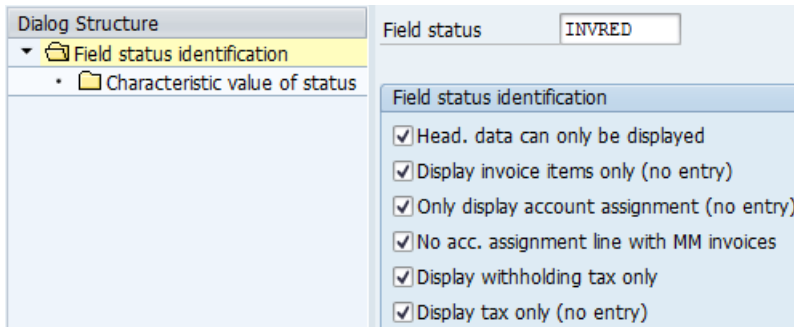 Dialog Structure
Field status identification
Characteristic value of status
Field status INVRED
Field status identification
Head. data can only be displayed
Display invoice items only (no entry)
Only display account assignment (no entry)
No acc. assignment line with MM invoices
Display withholding tax only
Display tax only (no entry)